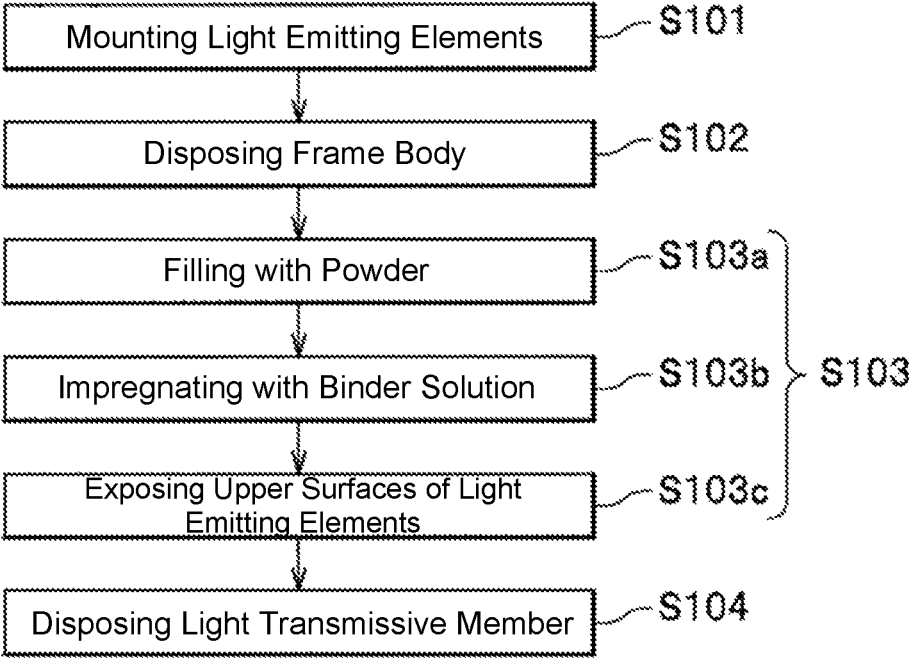 Mounting Light Emitting Elements
S101
Disposing Frame Body
S102
Filling with Powder
S103a
Impregnating with Binder Solution
S103b
S103
Exposing Upper Surfaces of Light
Emitting Elements
S103c
Disposing Light Transmissive Member
S104